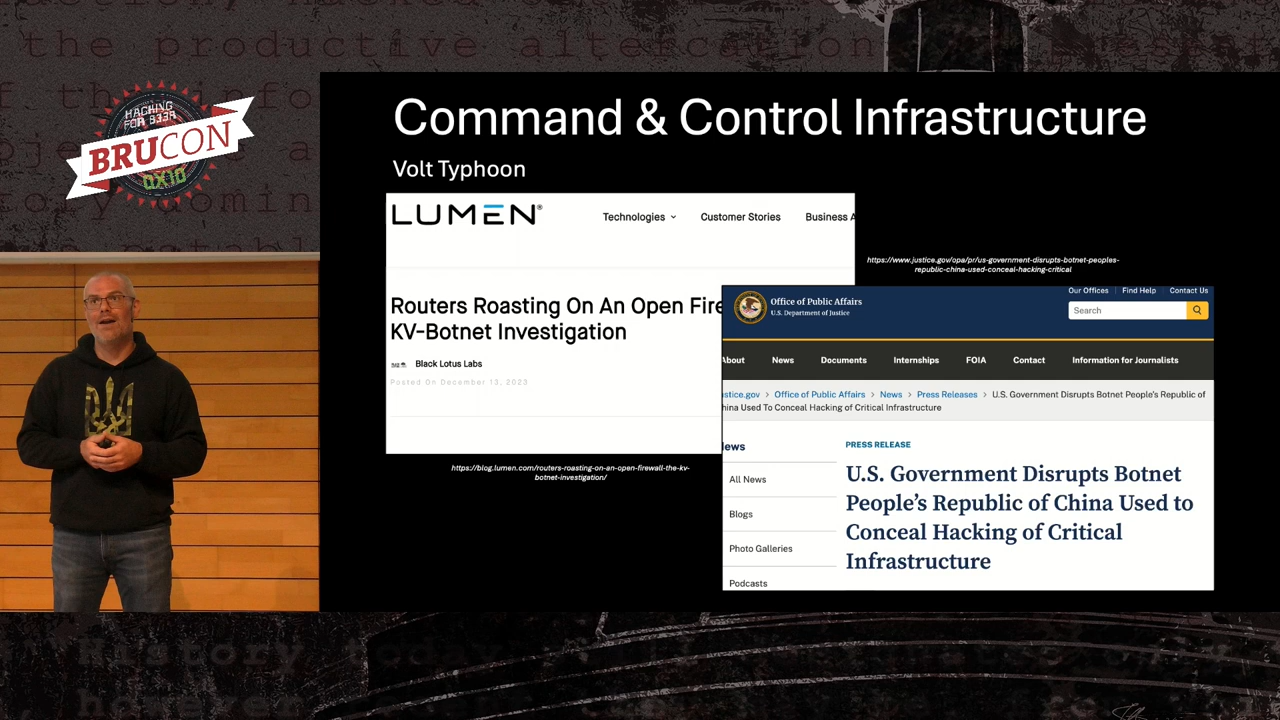 the productive altercation
HACKING
FOR B33R
BRUCON
0X10
Command & Control Infrastructure
Volt Typhoon
LUMEN®
Technologies
Customer Stories
Business A
Routers Roasting On An Open Fire
KV-Botnet Investigation
Black Lotus Labs
Posted On December 13, 2023
https://blog.lumen.com/routers-roasting-on-an-open-firewall-the-kv-
botnet-investigation/
https://www.justice.gov/opa/pr/us-government-disrupts-botnet-peoples-
republic-china-used-conceal-hacking-critical
Our Offices
Find Help
Contact Us
Office of Public Affairs
U.S. Department of Justice
Search
About
News
Documents
Internships
FOIA
Contact
Information for Journalists
stice.gov > Office of Public Affairs > News > Press Releases > U.S. Government Disrupts Botnet People's Republic of
hina Used To Conceal Hacking of Critical Infrastructure
ews
All News
Blogs
Photo Galleries
Podcasts
PRESS RELEASE
U.S. Government Disrupts Botnet
People's Republic of China Used to
Conceal Hacking of Critical
Infrastructure